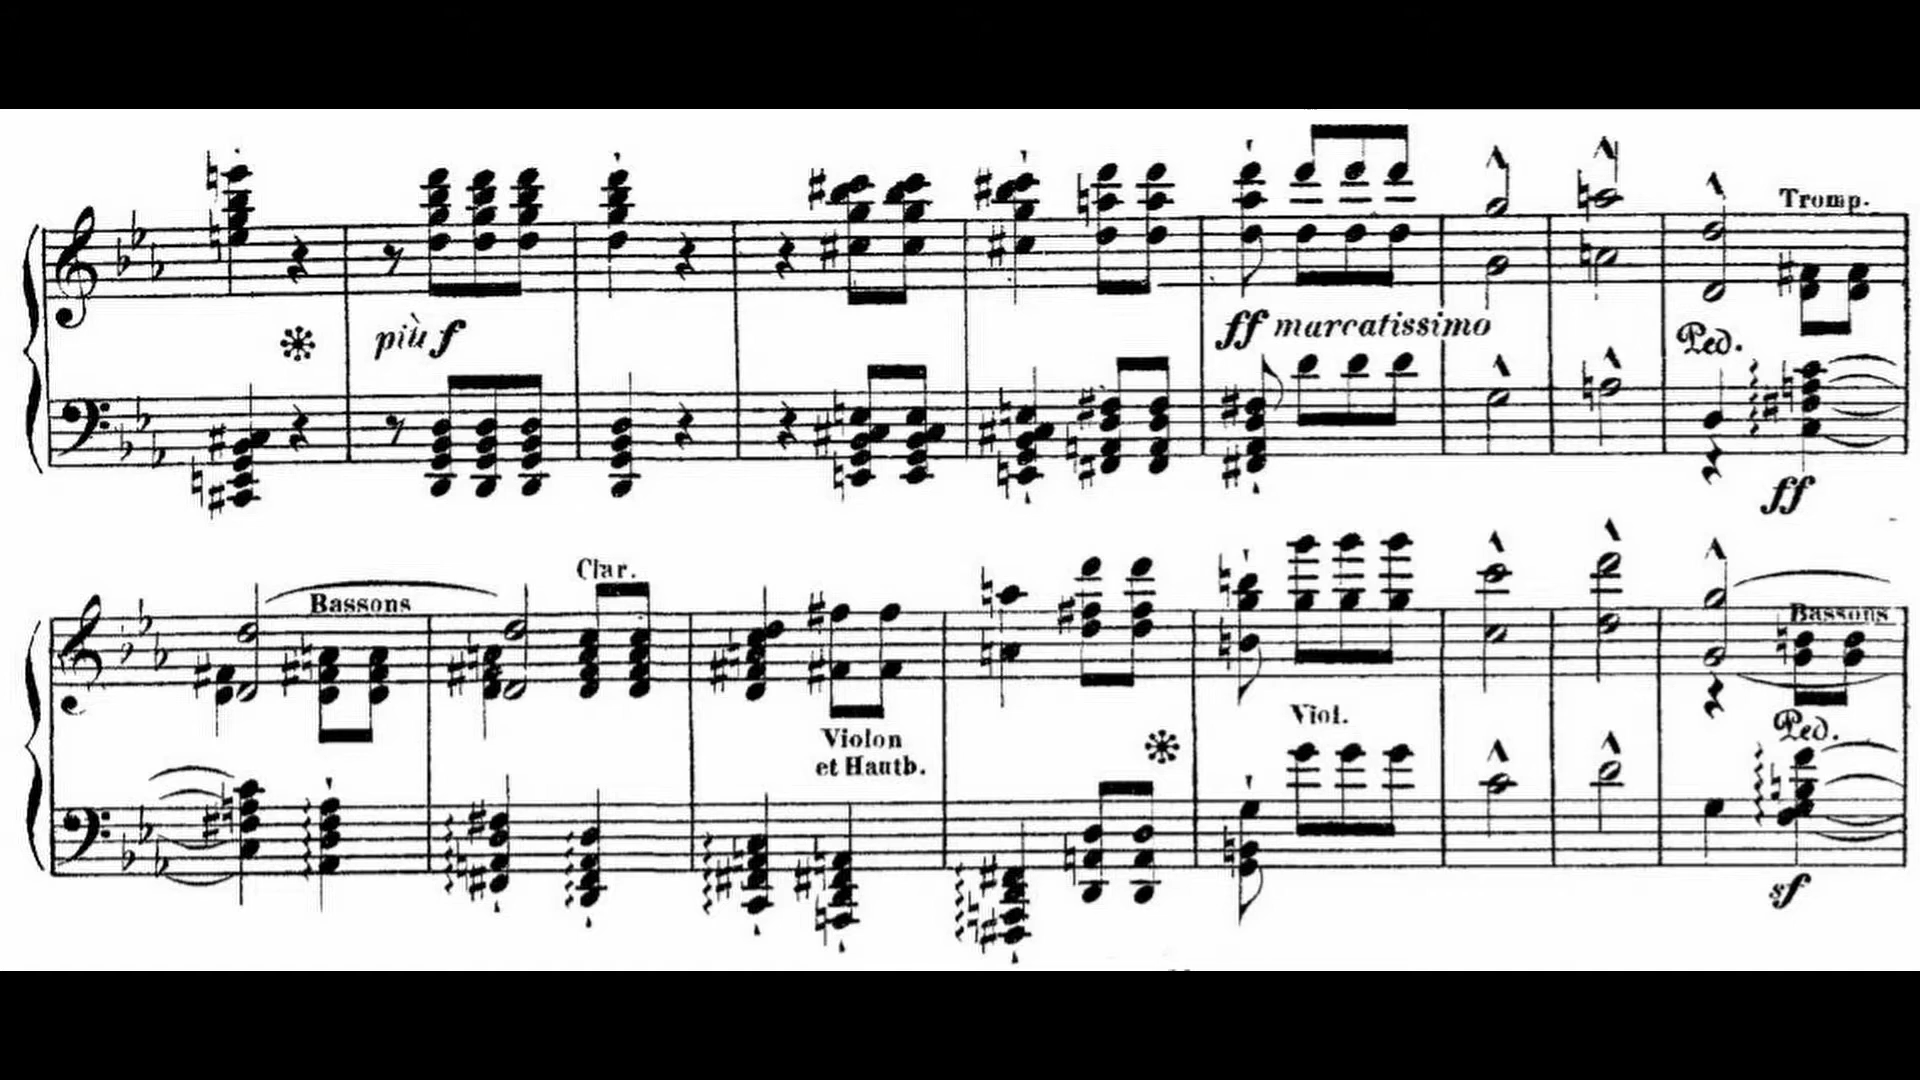 Tromp.
più f
ff marcatissimo
Ped.
ff
Clar.
Bassons
Bassons
Violon
et Hautb.
Viol.
Ped.
sf